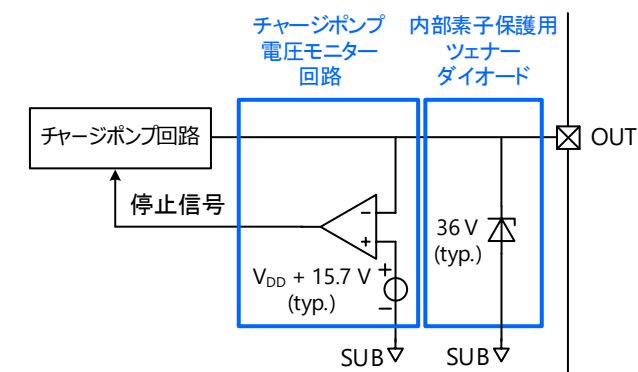 チャージポンプ
電圧モニター
回路
内部素子保護用
ツェナー
ダイオード
チャージポンプ回路
OUT
停止信号
−
+
36 V
(typ.)
VDD + 15.7 V
(typ.)
+
−
SUB
SUB